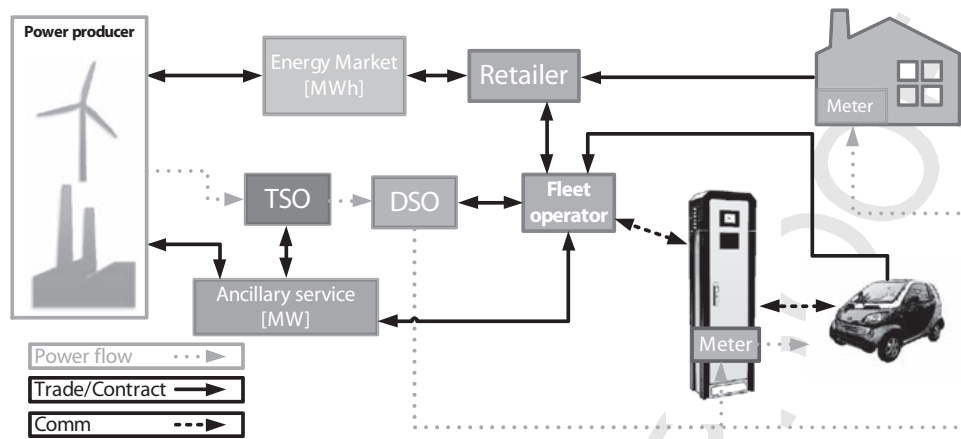 Power producer
Energy Market
[MWh]
Retailer
Meter
TSO
DSO
Fleet
operator
Ancillary service
[MW]
Meter
Power flow
Trade/Contract
Comm